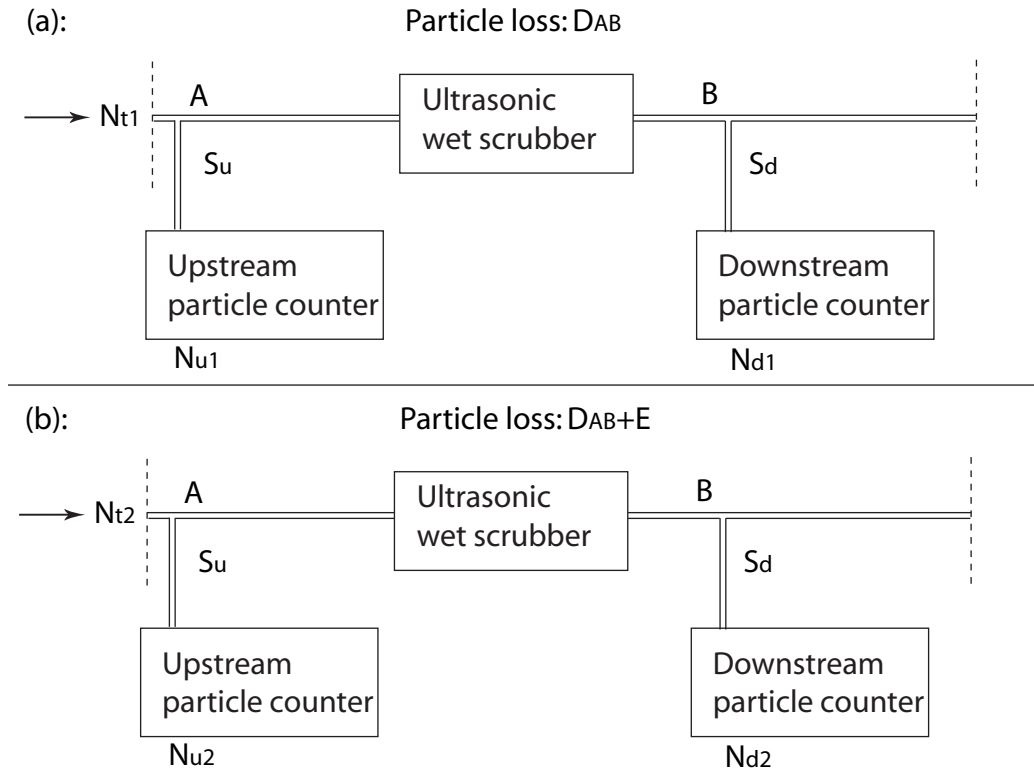 (a): Particle loss: DAB
A
B
Ultrasonic
wet scrubber
Nt1
Su
Sd
Upstream
particle counter
Downstream
particle counter
Nu1
Nd1
(b): Particle loss: DAB+E
A
B
Ultrasonic
wet scrubber
Nt2
Su
Sd
Upstream
particle counter
Downstream
particle counter
Nu2
Nd2